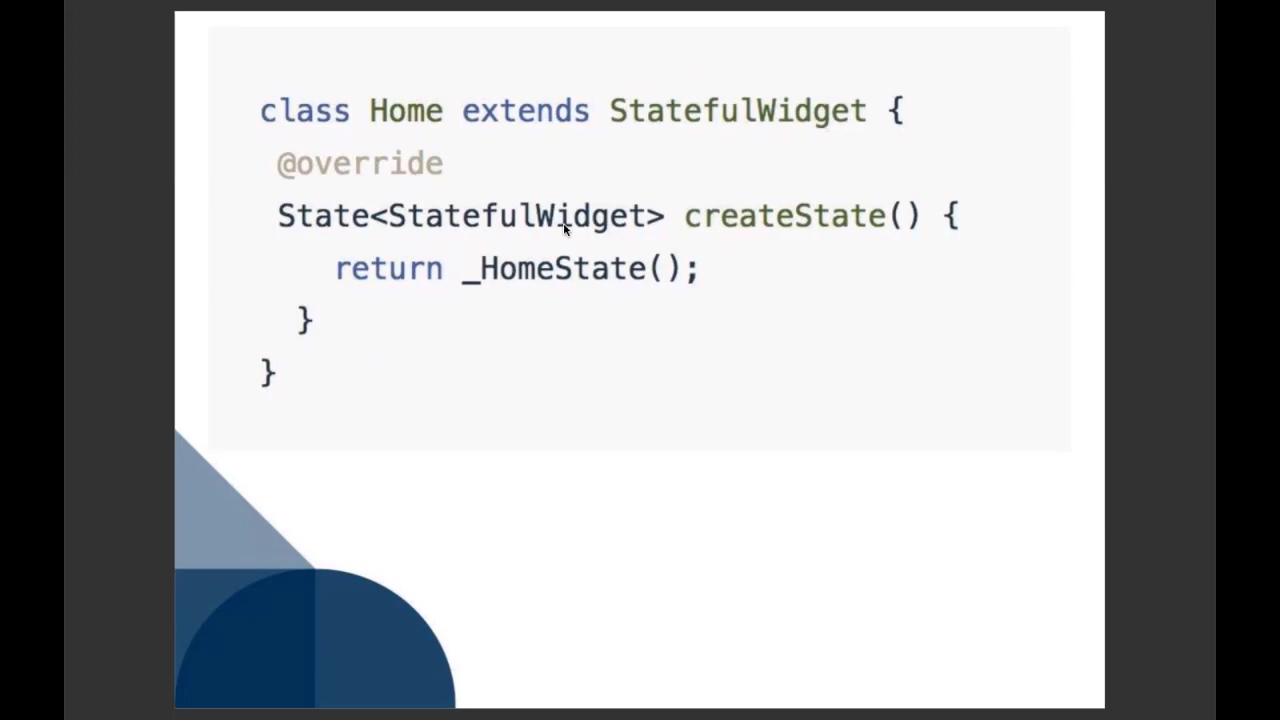 class Home extends StatefulWidget {
@override
State<StatefulWidget> createState() {
return _HomeState();
}
}